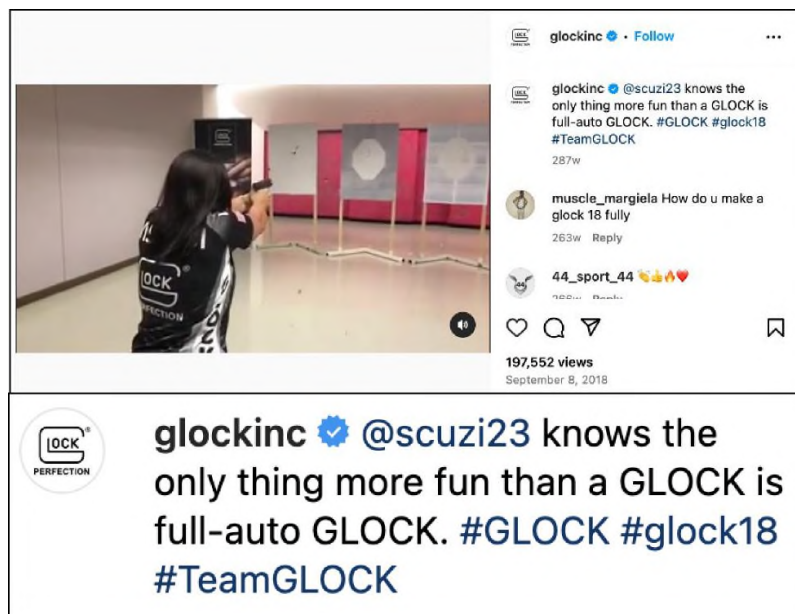 glockinc • Follow
glockinc @scuzi23 knows the
only thing more fun than a GLOCK is
full-auto GLOCK. #GLOCK #glock18
#TeamGLOCK
287w
muscle_margiela How do u make a
glock 18 fully
263w Reply
44_sport_44 👏👍🔥❤️
197,552 views
September 8, 2018
GLOCK
PERFECTION
GLOCK
PERFECTION
glockinc @scuzi23 knows the
only thing more fun than a GLOCK is
full-auto GLOCK. #GLOCK #glock18
#TeamGLOCK